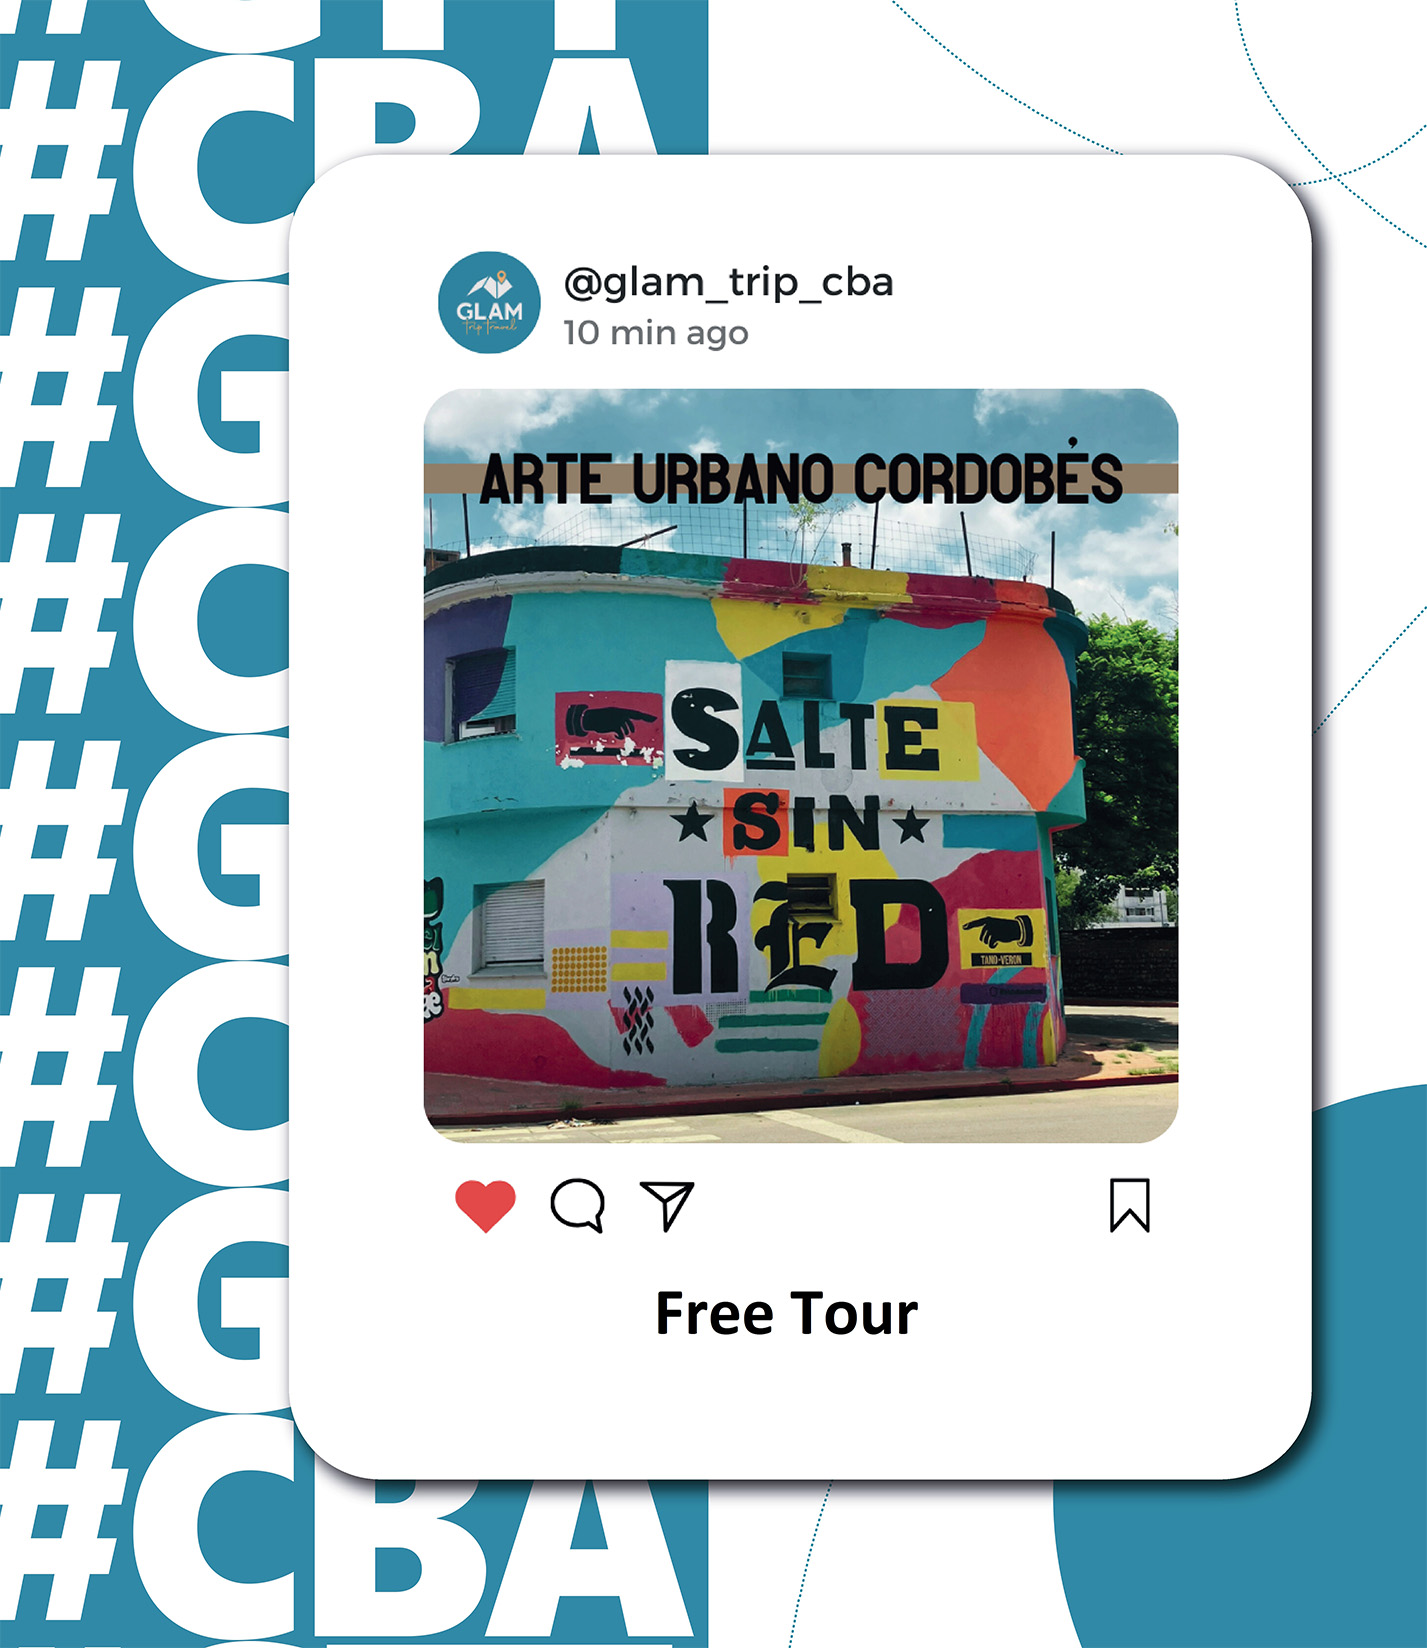 #CBA
#G
#C
#G
#C
#G
#CBA
@glam_trip_cba
10 min ago
GLAM
trip travel
ARTE URBANO CORDOBÉS
SALTE
SIN
RED
TANO-VERON
Free Tour